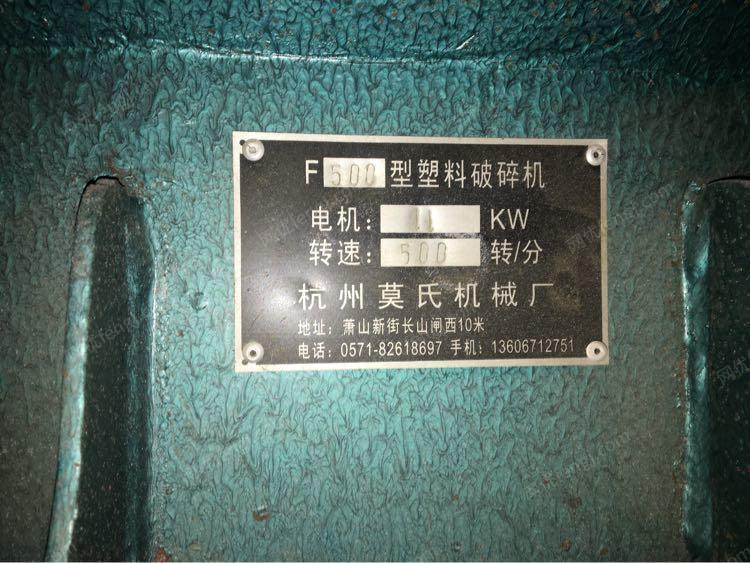 F500型塑料破碎机
电机：11 KW
转速：500 转/分
杭州莫氏机械厂
地址：萧山新街长山闸西10米
电话：0571-82618697 手机：13606712751